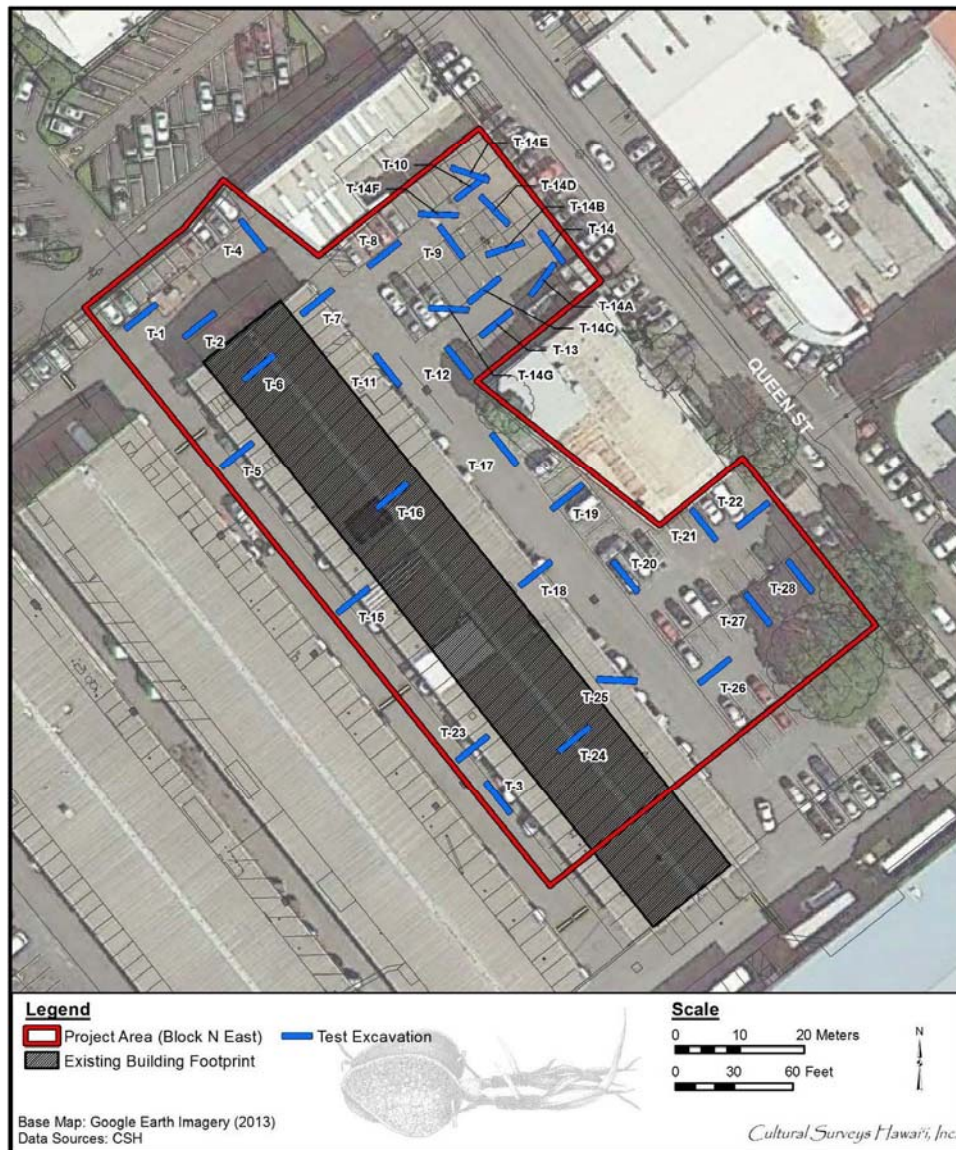 T-14E
T-10
T-14F
T-14D
T-14B
T-4
T-8
T-9
T-14
T-14A
T-1
T-2
T-7
T-14C
T-13
T-6
T-11
T-12
T-14G
QUEEN ST
T-5
T-17
T-16
T-19
T-22
T-21
T-20
T-18
T-28
T-15
T-27
T-26
T-25
T-23
T-24
T-3
Legend
Project Area (Block N East)
Test Excavation
Existing Building Footprint
Scale
0 10 20 Meters
0 30 60 Feet
N
Base Map: Google Earth Imagery (2013)
Data Sources: CSH
Cultural Surveys Hawai'i, Inc.